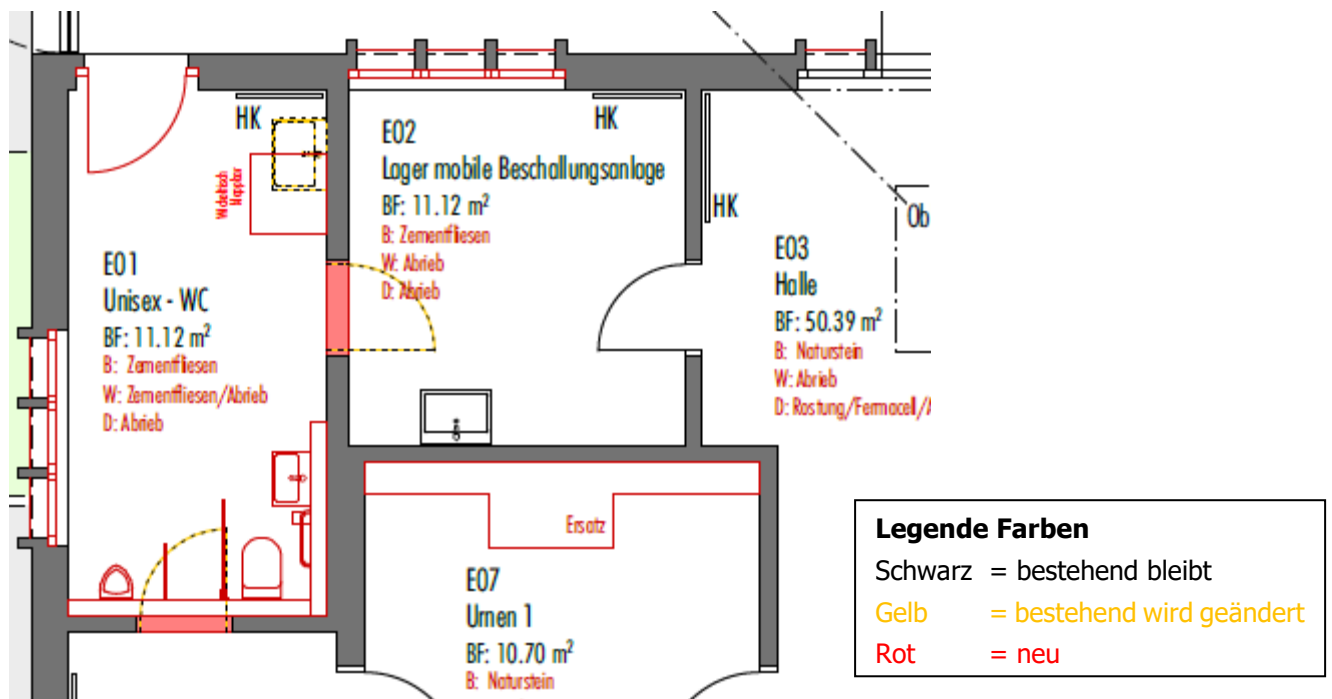 HK
Wickeltisch
klappbar
E01
Unisex - WC
BF: 11.12 m²
B: Zementfliesen
W: Zementfliesen/Abrieb
D: Abrieb
E02
Lager mobile Beschallungsanlage
BF: 11.12 m²
B: Zementfliesen
W: Abrieb
D: Abrieb
HK
HK
Ob
E03
Halle
BF: 50.39 m²
B: Naturstein
W: Abrieb
D: Rostung/Fermacell/A
Ersatz
E07
Urnen 1
BF: 10.70 m²
B: Naturstein
Legende Farben
Schwarz = bestehend bleibt
Gelb = bestehend wird geändert
Rot = neu